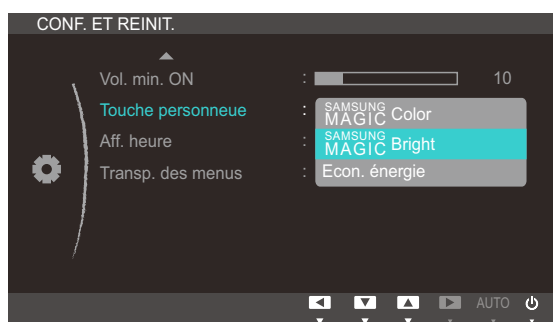 CONF. ET REINIT.
Vol. min. ON : 10
Touche personneue : SAMSUNG MAGIC Color
Aff. heure : SAMSUNG MAGIC Bright
Transp. des menus : Econ. énergie
AUTO